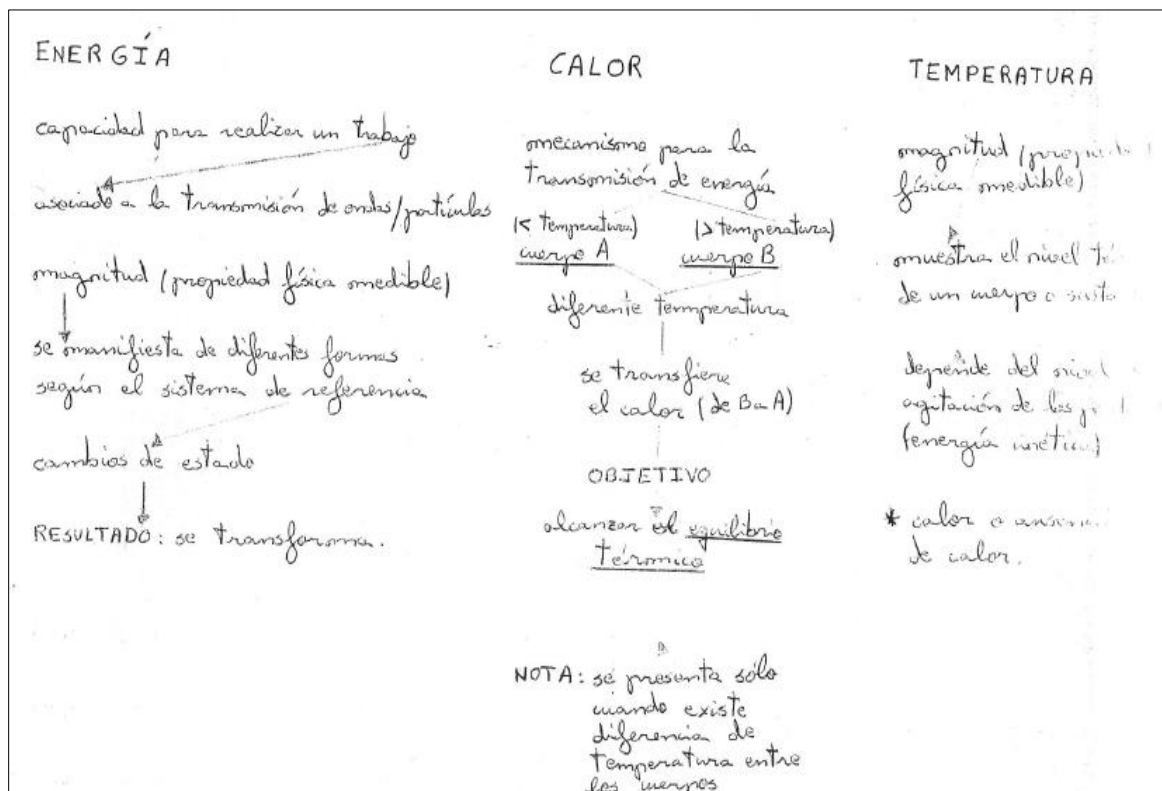 ENERGÍA
capacidad para realizar un trabajo
asociado a la transmisión de ondas/partículas
magnitud (propiedad física medible)
se manifiesta de diferentes formas
según el sistema de referencia
cambios de estado
RESULTADO: se transforma.
CALOR
mecanismo para la
transmisión de energía
(< temperatura) (> temperatura)
cuerpo A cuerpo B
diferente temperatura
se transfiere
el calor (de B a A)
OBJETIVO
alcanzar el equilibrio
térmico
NOTA: se presenta sólo
cuando existe
diferencia de
temperatura entre
los cuerpos
TEMPERATURA
magnitud (propied
física medible)
muestra el nivel té
de un cuerpo o
depende del nivel
agitación de las
(energía cinética)
* calor o
de calor.